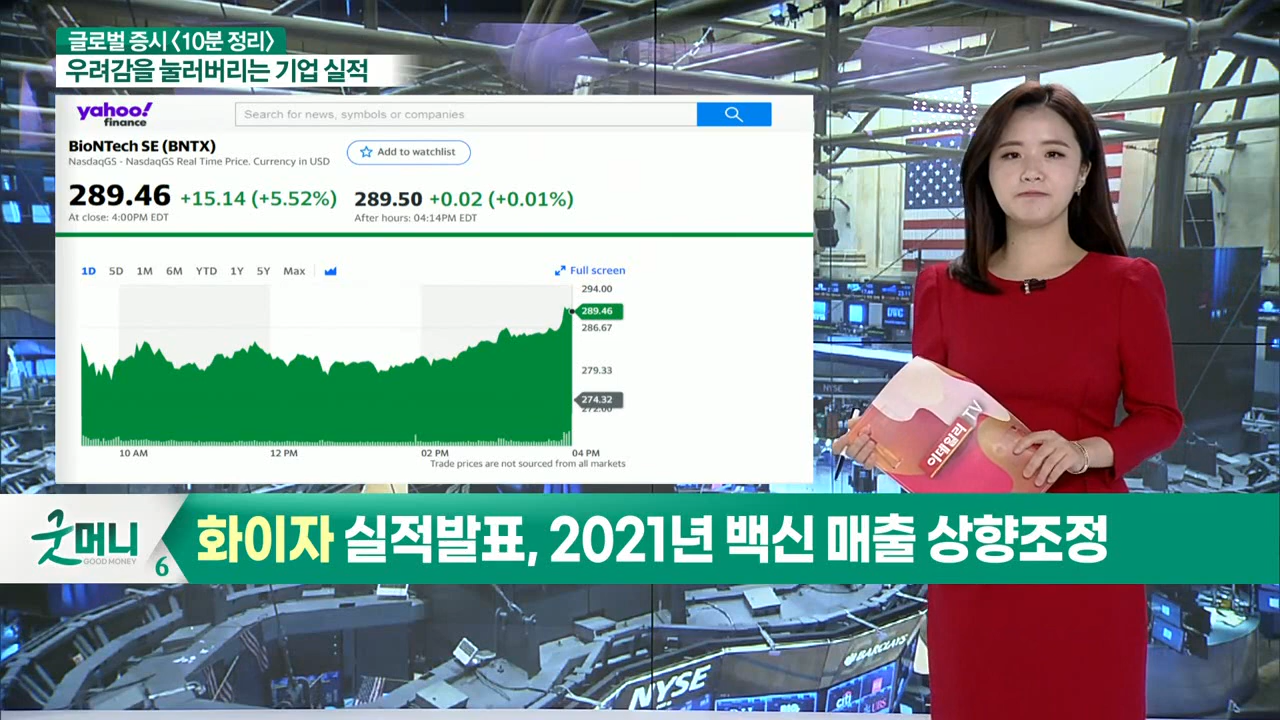 글로벌 증시 <10분 정리>
우려감을 눌러버리는 기업 실적
yahoo!
finance
Search for news, symbols or companies
BioNTech SE (BNTX)
NasdaqGS - NasdaqGS Real Time Price. Currency in USD
Add to watchlist
289.46 +15.14 (+5.52%) 289.50 +0.02 (+0.01%)
At close: 4:00PM EDT After hours: 04:14PM EDT
1D 5D 1M 6M YTD 1Y 5Y Max Full screen
294.00
289.46
286.67
279.33
274.32
272.00
10 AM 12 PM 02 PM 04 PM
Trade prices are not sourced from all markets
이데일리 TV
굿머니
GOOD MONEY
6
화이자 실적발표, 2021년 백신 매출 상향조정
NYSE
BARCLAYS
NYSE
citi
UBS